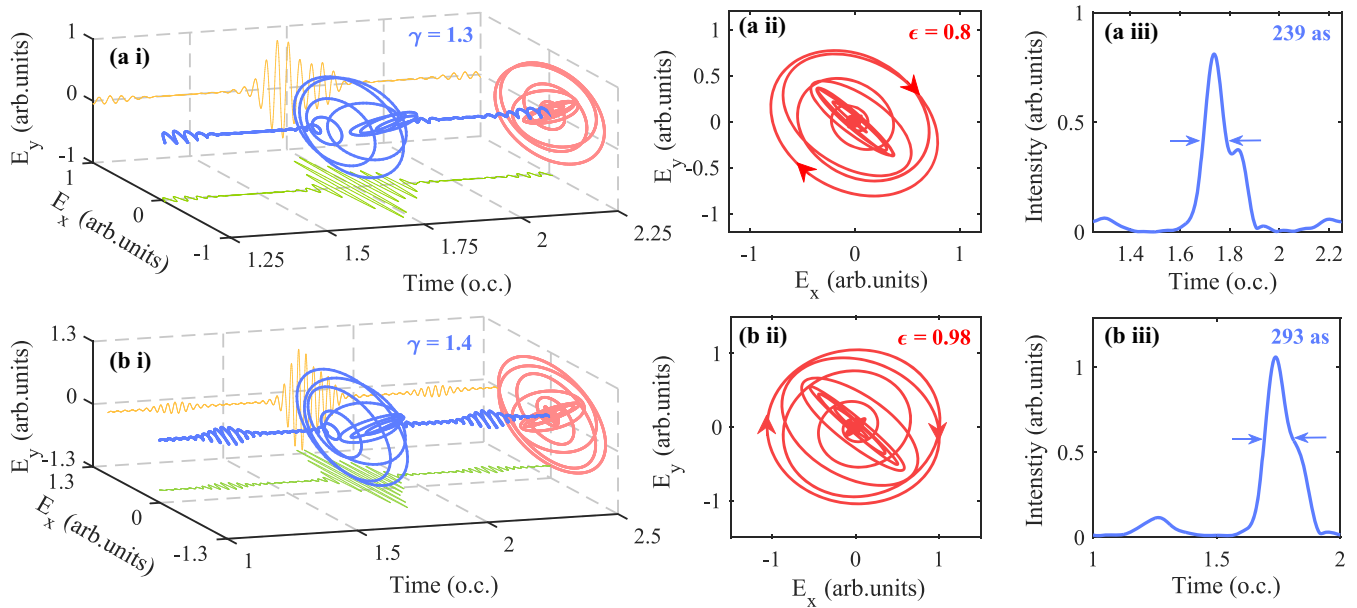 (a i)
γ = 1.3
E_y (arb.units)
1
0
-1
1
0
-1
E_x (arb.units)
1.25
1.5
1.75
2
2.25
Time (o.c.)
(a ii)
ϵ = 0.8
E_y (arb.units)
1
0.5
0
-0.5
-1
-1
0
1
E_x (arb.units)
(a iii)
239 as
Intensity (arb.units)
1
0.5
0
1.4
1.6
1.8
2
2.2
Time (o.c.)
(b i)
γ = 1.4
E_y (arb.units)
1.3
0
-1.3
1.3
0
-1.3
E_x (arb.units)
1
1.5
2
2.5
Time (o.c.)
(b ii)
ϵ = 0.98
E_y (arb.units)
1
0
-1
-1
0
1
E_x (arb.units)
(b iii)
293 as
Intenstiy (arb.units)
1
0.5
0
1
1.5
2
Time (o.c.)